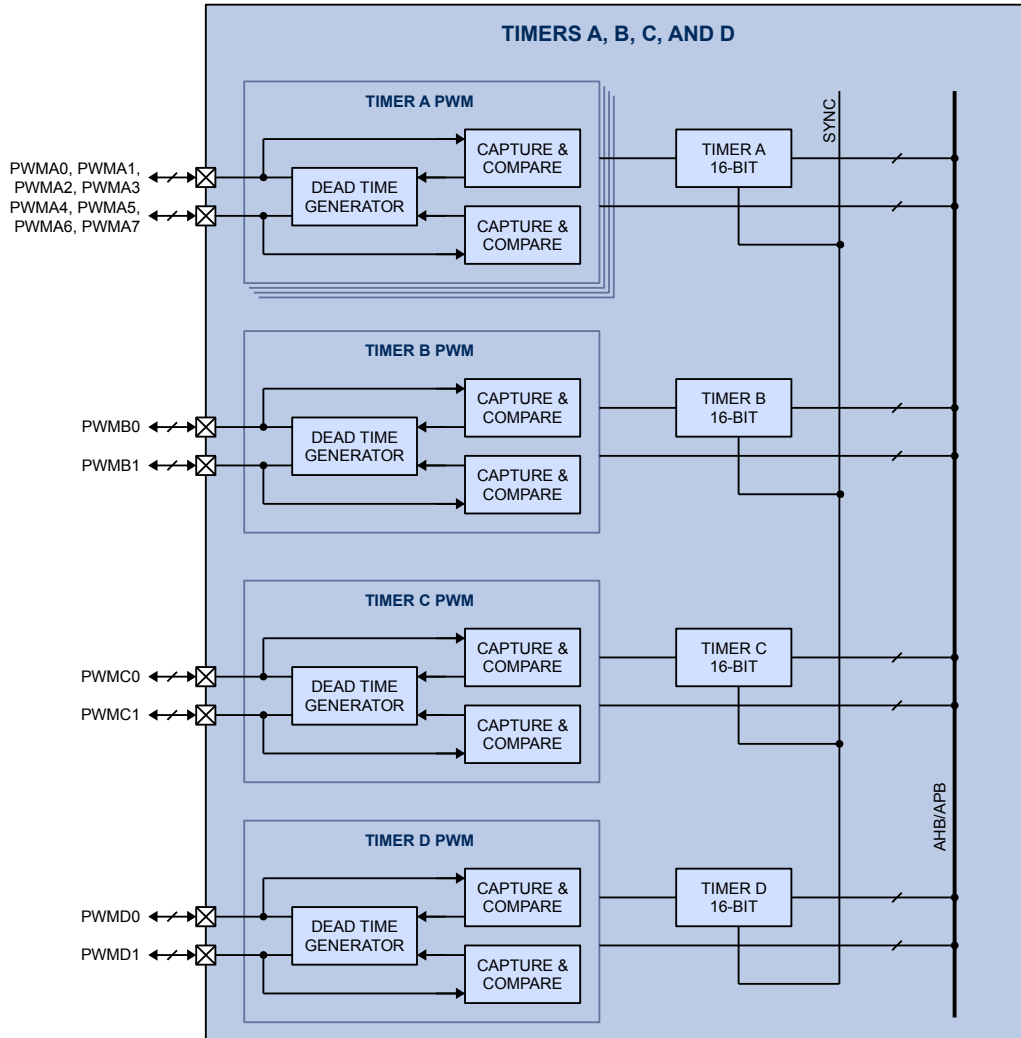 TIMERS A, B, C, AND D
TIMER A PWM
SYNC
PWMA0, PWMA1,
PWMA2, PWMA3
PWMA4, PWMA5,
PWMA6, PWMA7
DEAD TIME
GENERATOR
CAPTURE &
COMPARE
CAPTURE &
COMPARE
TIMER A
16-BIT
TIMER B PWM
PWMB0
PWMB1
DEAD TIME
GENERATOR
CAPTURE &
COMPARE
CAPTURE &
COMPARE
TIMER B
16-BIT
TIMER C PWM
PWMC0
PWMC1
DEAD TIME
GENERATOR
CAPTURE &
COMPARE
CAPTURE &
COMPARE
TIMER C
16-BIT
AHB/APB
TIMER D PWM
PWMD0
PWMD1
DEAD TIME
GENERATOR
CAPTURE &
COMPARE
CAPTURE &
COMPARE
TIMER D
16-BIT